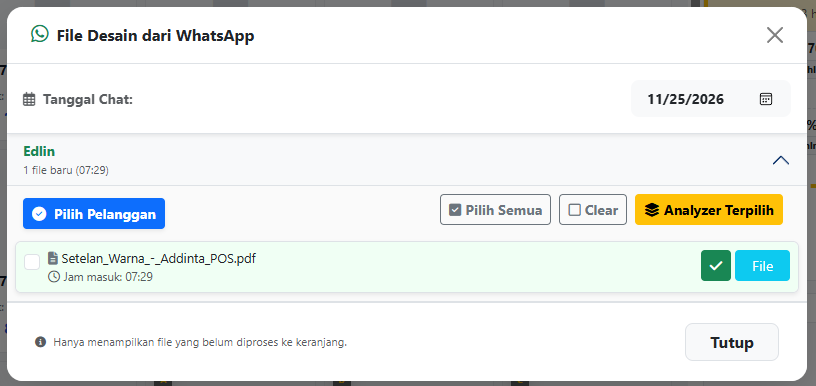 File Desain dari WhatsApp
Tanggal Chat:
11/25/2026
Edlin
1 file baru (07:29)
Pilih Pelanggan
Pilih Semua
Clear
Analyzer Terpilih
Setelan_Warna_-_Addinta_POS.pdf
Jam masuk: 07:29
File
Hanya menampilkan file yang belum diproses ke keranjang.
Tutup